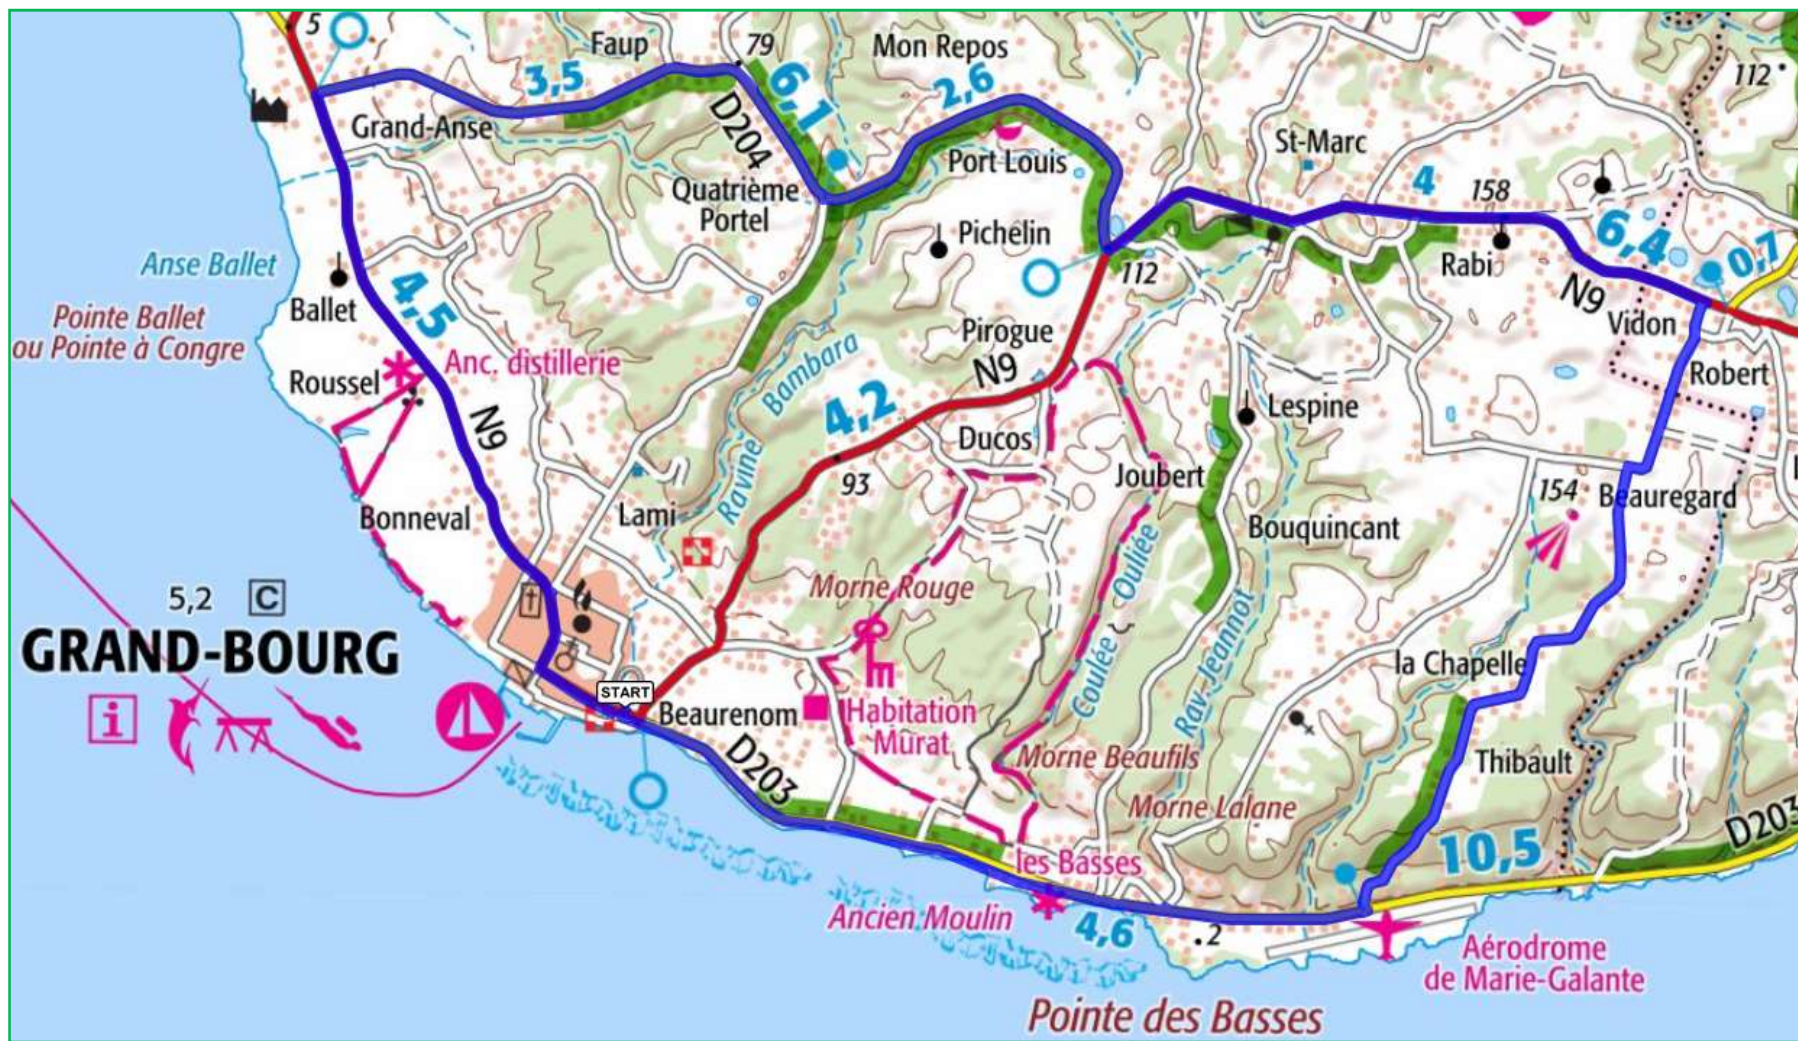 5
Faup
79
Mon Repos
112
3,5
6,1
2,6
Grand-Anse
D204
Port Louis
St-Marc
4
158
Quatrième
Portel
Pichelin
6,4
0,7
Anse Ballet
112
Rabi
N9
Ballet
4,5
Pointe Ballet
ou Pointe à Congre
Pirogue
Vidon
Anc. distillerie
Bambara
N9
Robert
Roussel
4,2
Lespine
N9
Ducos
Ravine
Joubert
93
154
Beauregard
Bonneval
Lami
Bouquincant
Coulée Ouliée
Morne Rouge
5,2 C
GRAND-BOURG
Rav. Jeannot
la Chapelle
START
i
Beaurenom
Habitation
Murat
D203
Morne Beaufils
Thibault
Morne Lalane
D203
les Basses
10,5
Ancien Moulin
4,6
.2
Aérodrome
de Marie-Galante
Pointe des Basses